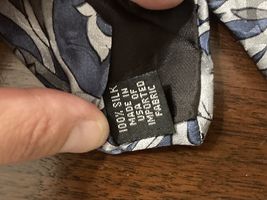 100% SILK
MADE IN
USA OF
IMPORTED
FABRIC